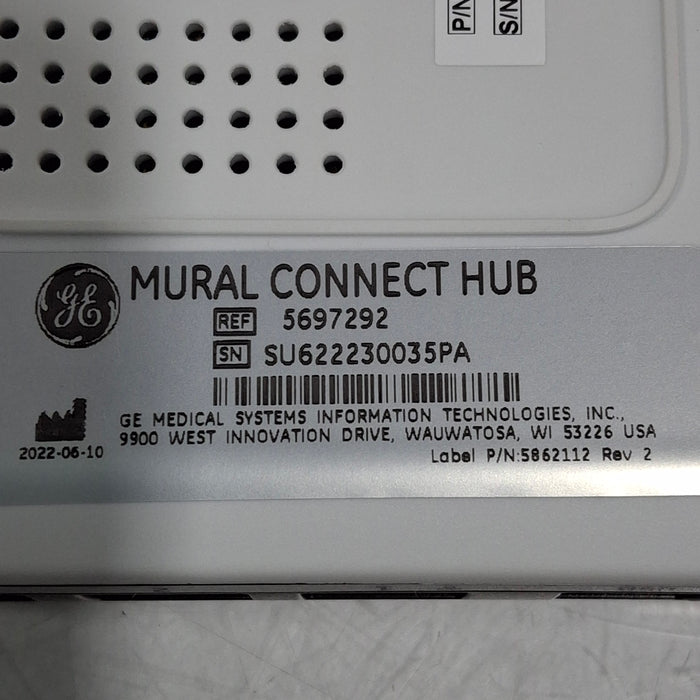 P/N
S/N
GE
MURAL CONNECT HUB
REF 5697292
SN SU622230035PA
GE MEDICAL SYSTEMS INFORMATION TECHNOLOGIES, INC.,
9900 WEST INNOVATION DRIVE, WAUWATOSA, WI 53226 USA
2022-06-10
Label P/N:5862112 Rev 2